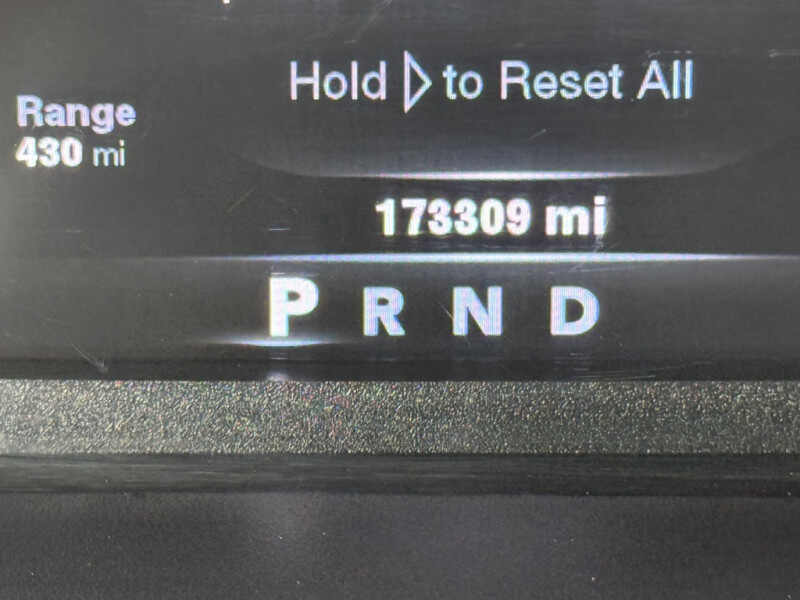 Hold ▷ to Reset All
Range
430 mi
173309 mi
P R N D